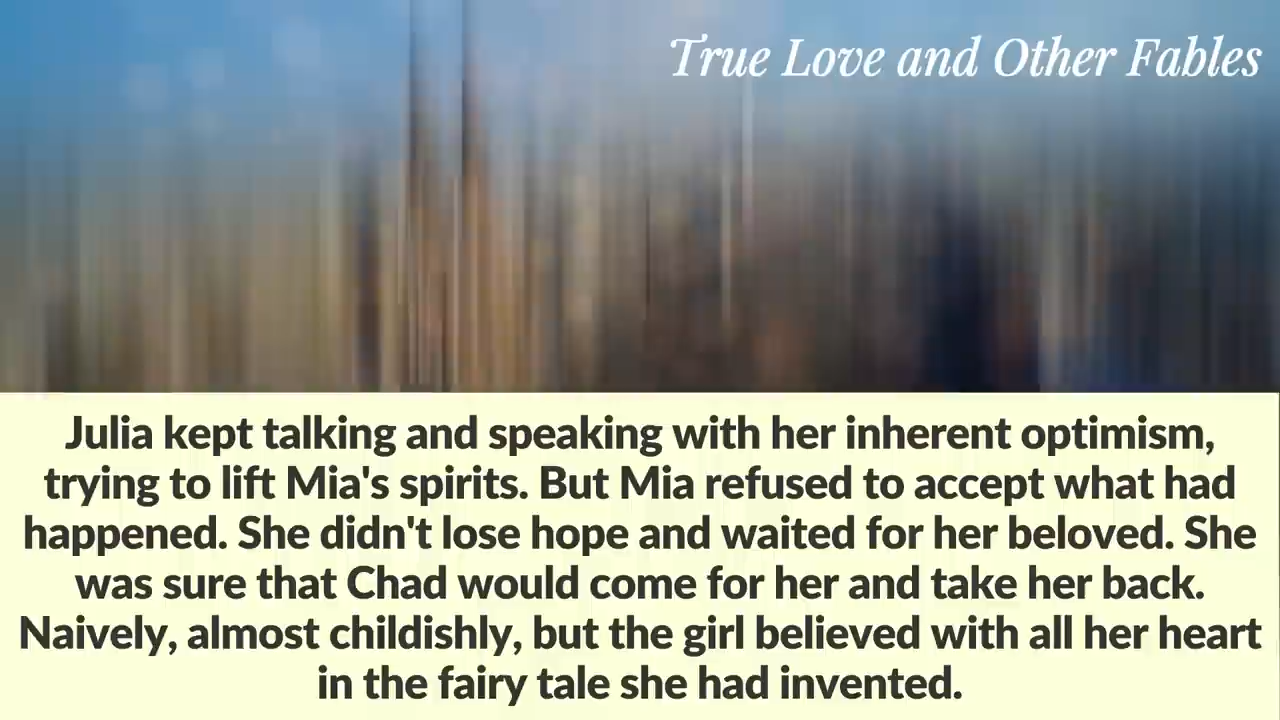 True Love and Other Fables
Julia kept talking and speaking with her inherent optimism,
trying to lift Mia's spirits. But Mia refused to accept what had
happened. She didn't lose hope and waited for her beloved. She
was sure that Chad would come for her and take her back.
Naively, almost childishly, but the girl believed with all her heart
in the fairy tale she had invented.